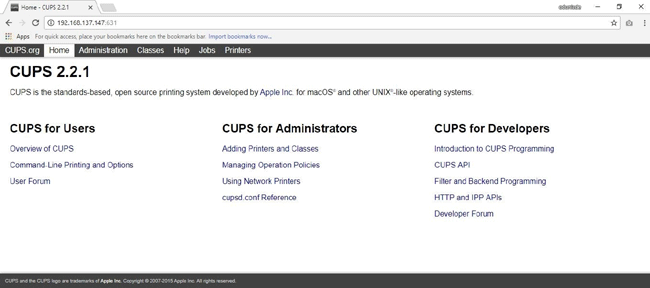 Home - CUPS 2.2.1
192.168.137.147:631
Apps For quick access, place your bookmarks here on the bookmarks bar. Import bookmarks now...
CUPS.org Home Administration Classes Help Jobs Printers
CUPS 2.2.1
CUPS is the standards-based, open source printing system developed by Apple Inc. for macOS® and other UNIX®-like operating systems.
CUPS for Users
Overview of CUPS
Command-Line Printing and Options
User Forum
CUPS for Administrators
Adding Printers and Classes
Managing Operation Policies
Using Network Printers
cupsd.conf Reference
CUPS for Developers
Introduction to CUPS Programming
CUPS API
Filter and Backend Programming
HTTP and IPP APIs
Developer Forum
CUPS and the CUPS logo are trademarks of Apple Inc. Copyright © 2007-2015 Apple Inc. All rights reserved.